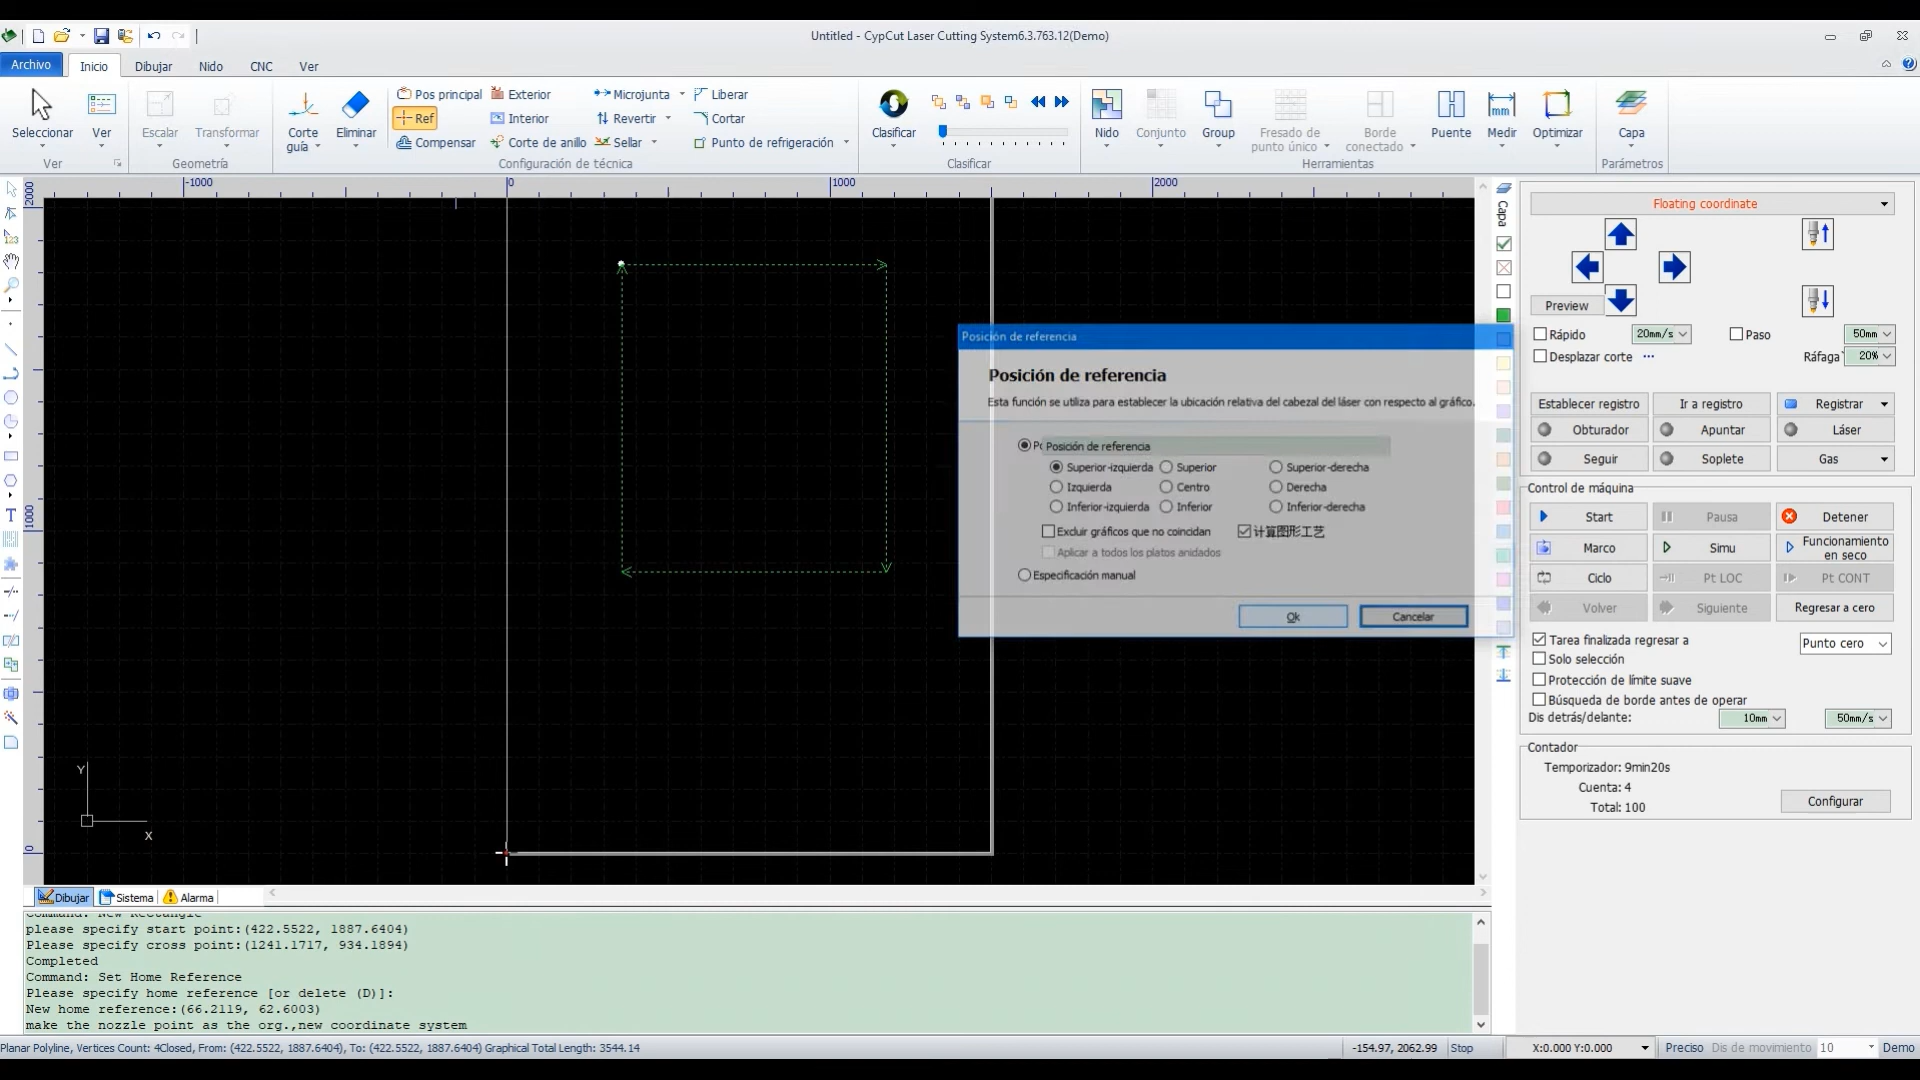 Untitled - CypCut Laser Cutting System6.3.763.12(Demo)
Archivo Inicio Dibujar Nido CNC Ver
Seleccionar Ver
Ver
Escalar Transformar
Geometría
Corte guía Eliminar
Pos principal Exterior Microjunta Liberar
Ref Interior Revertir Cortar
Compensar Corte de anillo Sellar Punto de refrigeración
Configuración de técnica
Clasificar
Clasificar
Nido Conjunto Group Fresado de punto único Borde conectado Puente Medir Optimizar
Herramientas
Capa
Parámetros
-1000 0 1000 2000
2000
1000
0
Y
X
Capa
Posición de referencia
Posición de referencia
Esta función se utiliza para establecer la ubicación relativa del cabezal del láser con respecto al gráfico.
Posición de referencia
Superior-izquierda Superior Superior-derecha
Izquierda Centro Derecha
Inferior-izquierda Inferior Inferior-derecha
Excluir gráficos que no coincidan 计算图形工艺
Aplicar a todos los platos anidados
Especificación manual
Ok Cancelar
Floating coordinate
Preview
Rápido 20mm/s Paso 50mm
Desplazar corte ... Ráfaga 20%
Establecer registro Ir a registro Registrar
Obturador Apuntar Láser
Seguir Soplete Gas
Control de máquina
Start Pausa Detener
Marco Simu Funcionamiento en seco
Ciclo Pt LOC Pt CONT
Volver Siguiente Regresar a cero
Tarea finalizada regresar a Punto cero
Solo selección
Protección de límite suave
Búsqueda de borde antes de operar
Dis detrás/delante: 10mm 50mm/s
Contador
Temporizador: 9min20s
Cuenta: 4
Total: 100
Configurar
Dibujar Sistema Alarma
Command: New Rectangle
please specify start point:(422.5522, 1887.6404)
Please specify cross point:(1241.1717, 934.1894)
Completed
Command: Set Home Reference
Please specify home reference [or delete (D)]:
New home reference:(66.2119, 62.6003)
make the nozzle point as the org.,new coordinate system
Planar Polyline, Vertices Count: 4Closed, From: (422.5522, 1887.6404), To: (422.5522, 1887.6404) Graphical Total Length: 3544.14
-154.97, 2062.99 Stop X:0.000 Y:0.000 Preciso Dis de movimiento 10 Demo